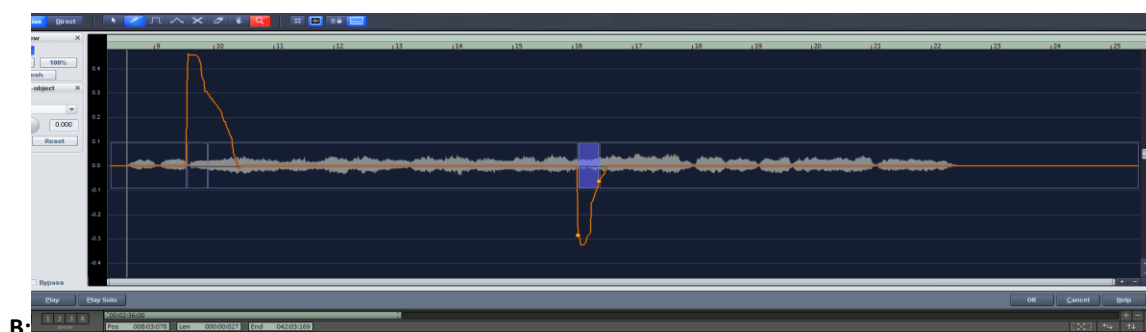 Direct
ew
9 10 11 12 13 14 15 16 17 18 19 20 21 22 23 24 25
100%
esh
0.4
-object
0.2
0.000
Reset
0.1
0.0
-0.1
-0.2
-0.3
-0.4
Bypass
Play Play Solo OK Cancel Help
B: 1 2 3 4 00:02:36:00
Pos 008:03:078 Len 000:00:027 End 042:03:169